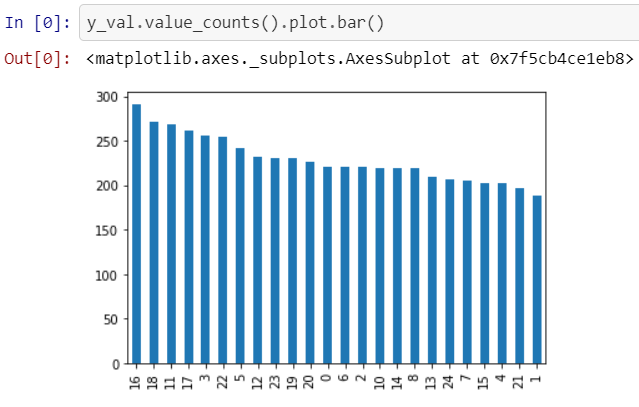 In [0]: y_val.value_counts().plot.bar()
Out[0]: <matplotlib.axes._subplots.AxesSubplot at 0x7f5cb4ce1eb8>
300
250
200
150
100
50
0
16 18 11 17 3 22 5 12 23 19 20 0 6 2 10 14 8 13 24 7 15 4 21 1